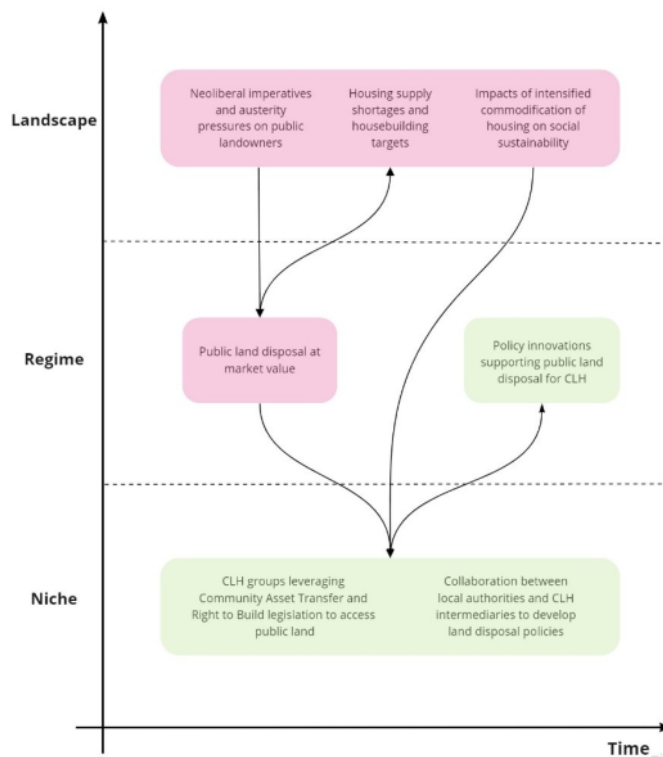 Landscape
Neoliberal imperatives
and austerity
pressures on public
landowners
Housing supply
shortages and
housebuilding
targets
Impacts of intensified
commodification of
housing on social
sustainability
Regime
Public land disposal at
market value
Policy innovations
supporting public land
disposal for CLH
Niche
CLH groups leveraging
Community Asset Transfer and
Right to Build legislation to access
public land
Collaboration between
local authorities and CLH
intermediaries to develop
land disposal policies
Time